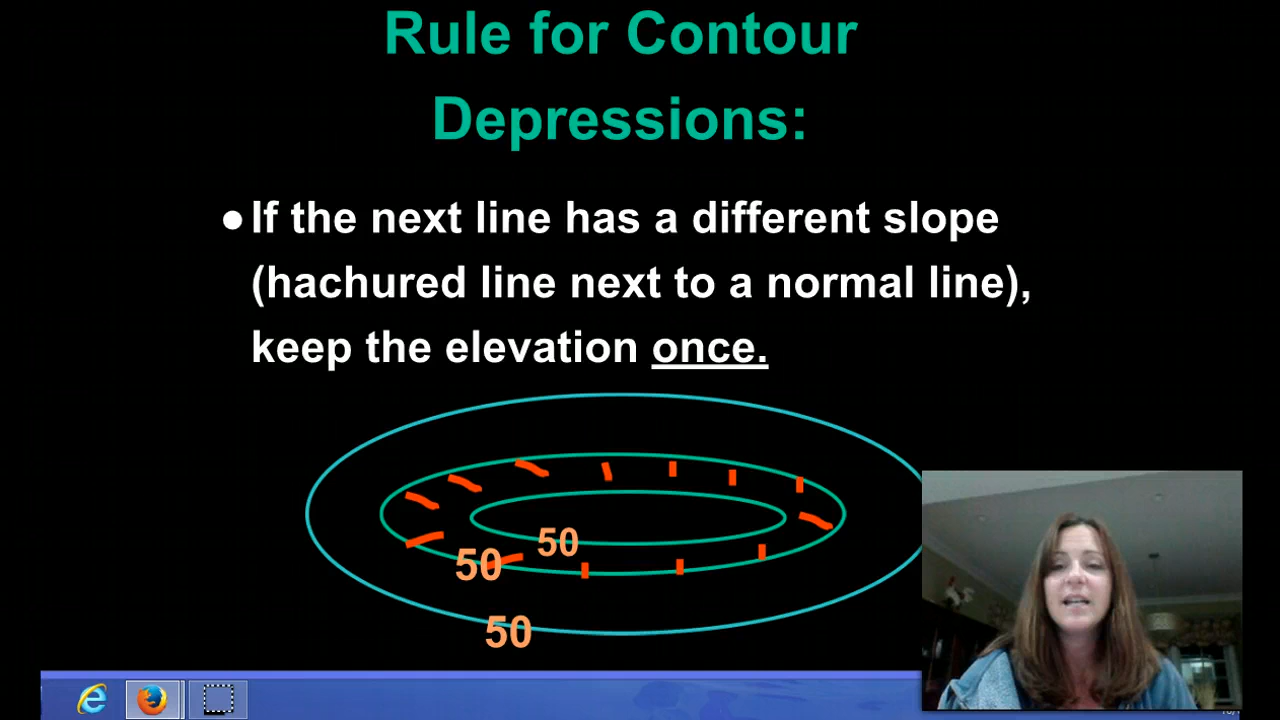 Rule for Contour
Depressions:
●If the next line has a different slope
(hachured line next to a normal line),
keep the elevation once.
50
50
50